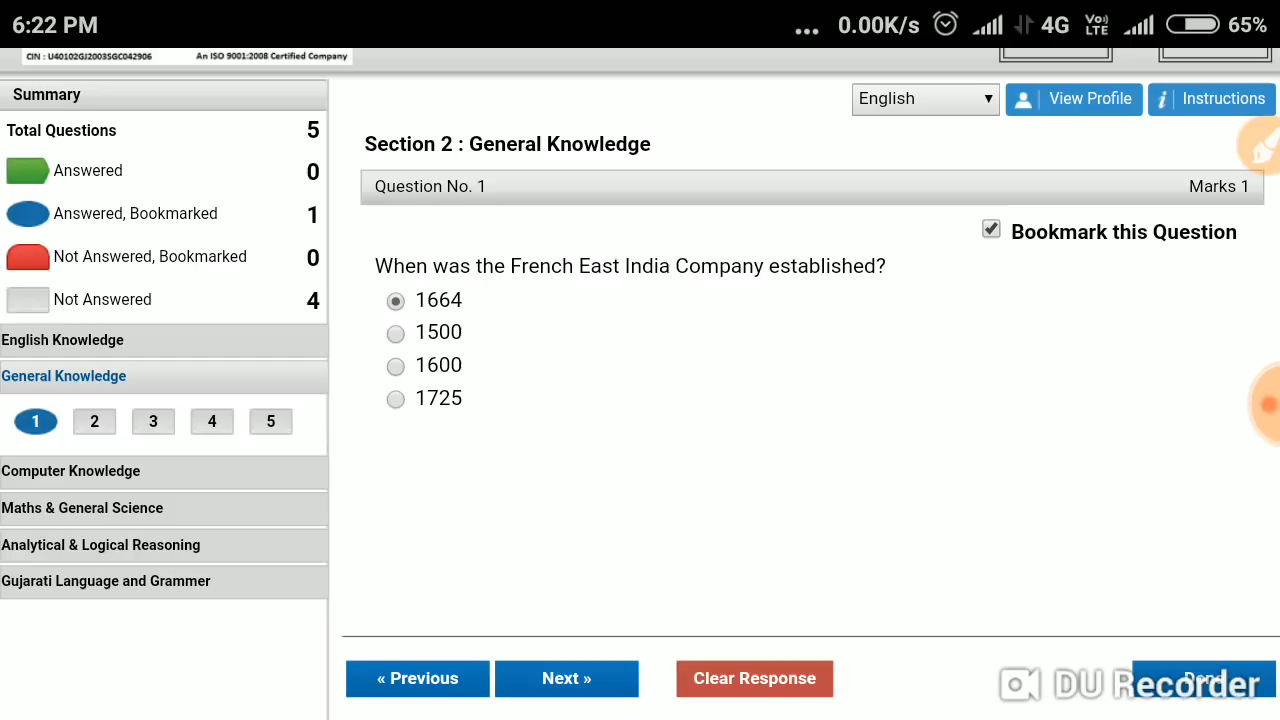 6:22 PM
... 0.00K/s 4G Vo) LTE 65%
CIN : U40102GJ2003SGC042906 An ISO 9001:2008 Certified Company
Summary
Total Questions 5
Answered 0
Answered, Bookmarked 1
Not Answered, Bookmarked 0
Not Answered 4
English Knowledge
General Knowledge
1 2 3 4 5
Computer Knowledge
Maths & General Science
Analytical & Logical Reasoning
Gujarati Language and Grammer
English View Profile Instructions
Section 2 : General Knowledge
Question No. 1 Marks 1
Bookmark this Question
When was the French East India Company established?
1664
1500
1600
1725
« Previous Next » Clear Response
DU Recorder